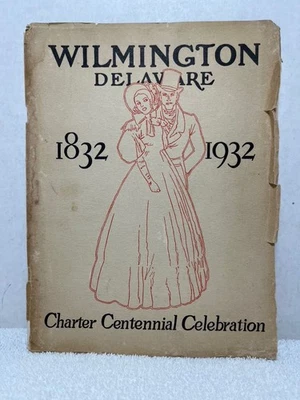 WILMINGTON
DELAWARE
1832 1932
Charter Centennial Celebration